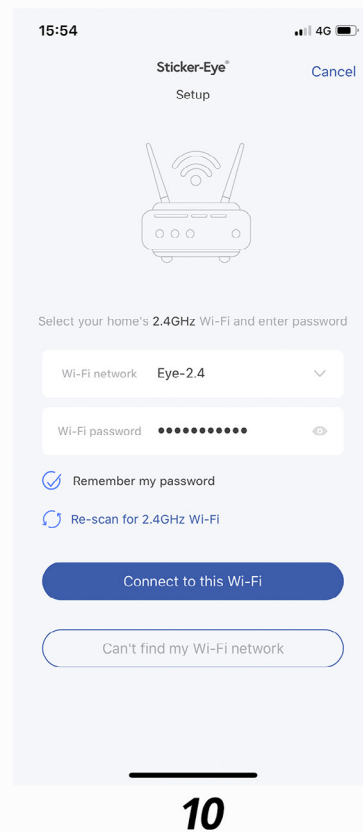 15:54 4G
Sticker-Eye®
Cancel
Setup
Select your home's 2.4GHz Wi-Fi and enter password
Wi-Fi network Eye-2.4
Wi-Fi password ●●●●●●●●●●●
Remember my password
Re-scan for 2.4GHz Wi-Fi
Connect to this Wi-Fi
Can't find my Wi-Fi network
10